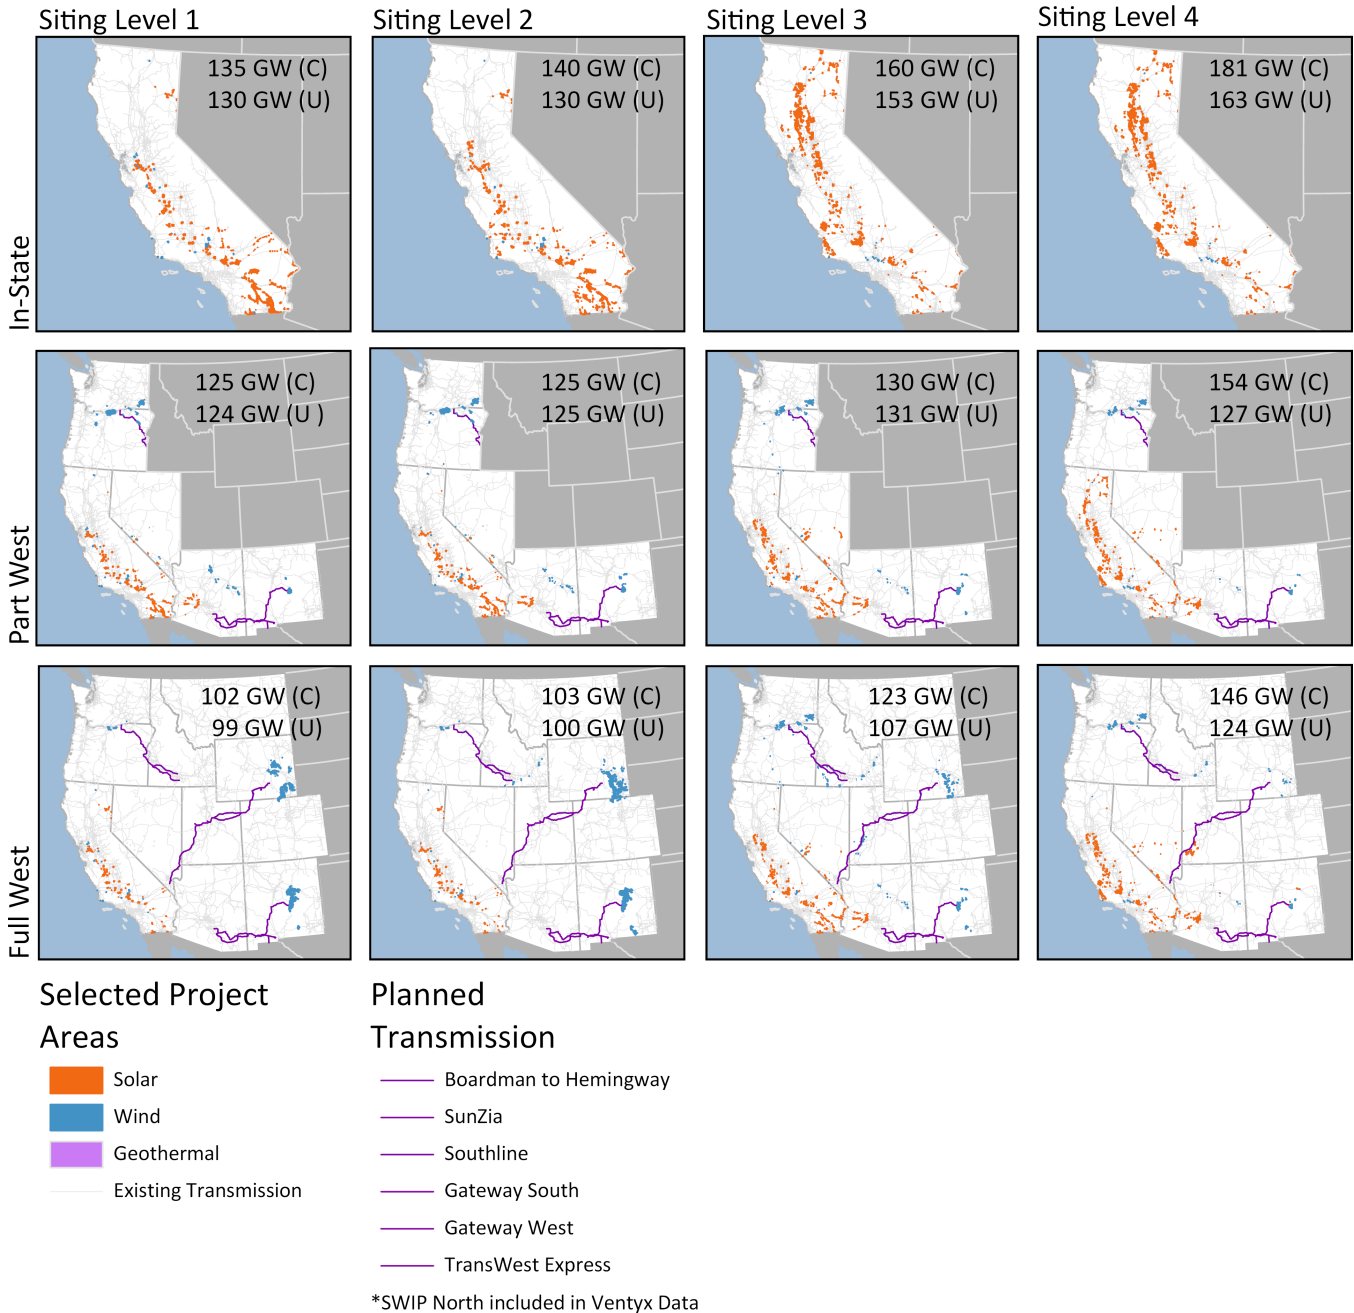 Siting Level 1
Siting Level 2
Siting Level 3
Siting Level 4
In-State
135 GW (C)
130 GW (U)
140 GW (C)
130 GW (U)
160 GW (C)
153 GW (U)
181 GW (C)
163 GW (U)
Part West
125 GW (C)
124 GW (U )
125 GW (C)
125 GW (U)
130 GW (C)
131 GW (U)
154 GW (C)
127 GW (U)
Full West
102 GW (C)
99 GW (U)
103 GW (C)
100 GW (U)
123 GW (C)
107 GW (U)
146 GW (C)
124 GW (U)
Selected Project
Areas
Solar
Wind
Geothermal
Existing Transmission
Planned
Transmission
Boardman to Hemingway
SunZia
Southline
Gateway South
Gateway West
TransWest Express
*SWIP North included in Ventyx Data